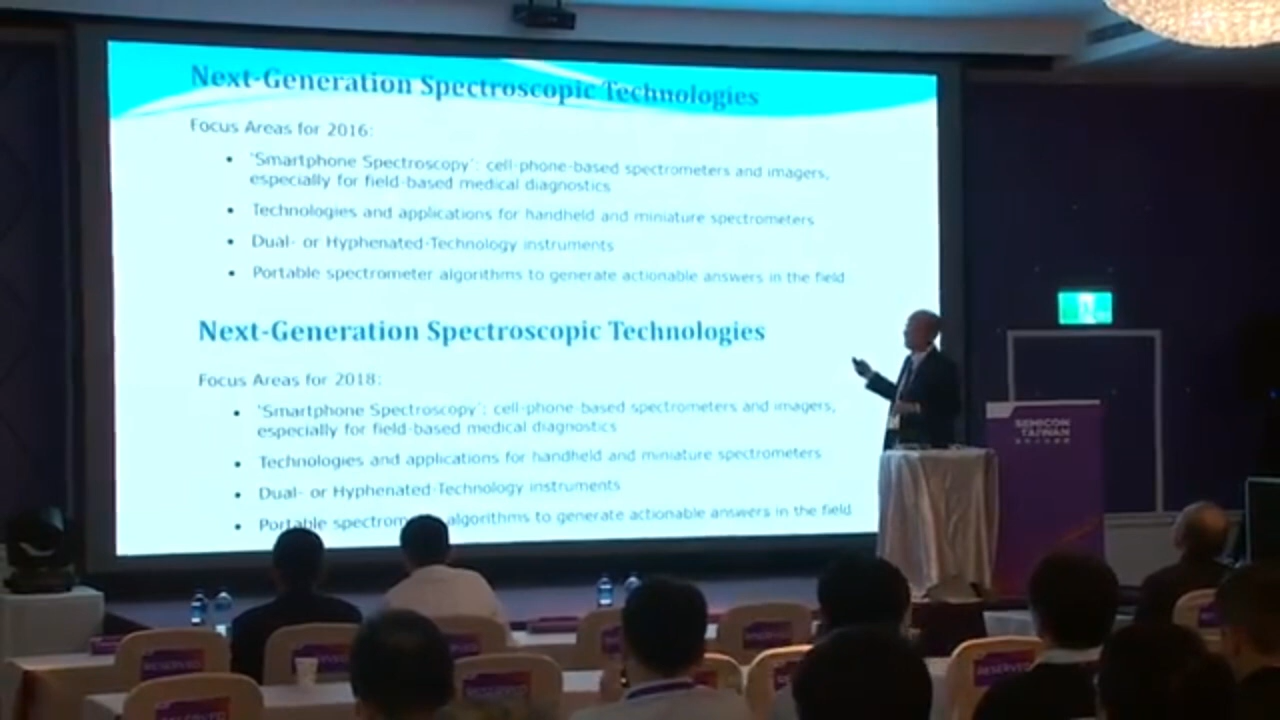 Next-Generation Spectroscopic Technologies
Focus Areas for 2016:
• 'Smartphone Spectroscopy': cell-phone-based spectrometers and imagers,
especially for field-based medical diagnostics
• Technologies and applications for handheld and miniature spectrometers
• Dual- or Hyphenated-Technology instruments
• Portable spectrometer algorithms to generate actionable answers in the field
Next-Generation Spectroscopic Technologies
Focus Areas for 2018:
• 'Smartphone Spectroscopy': cell-phone-based spectrometers and imagers,
especially for field-based medical diagnostics
• Technologies and applications for handheld and miniature spectrometers
• Dual- or Hyphenated-Technology instruments
• Portable spectrom algorithms to generate actionable answers in the field
SEMICON
TAIWAN
RESERVED
RESERVED
RESERVED
RESERVED